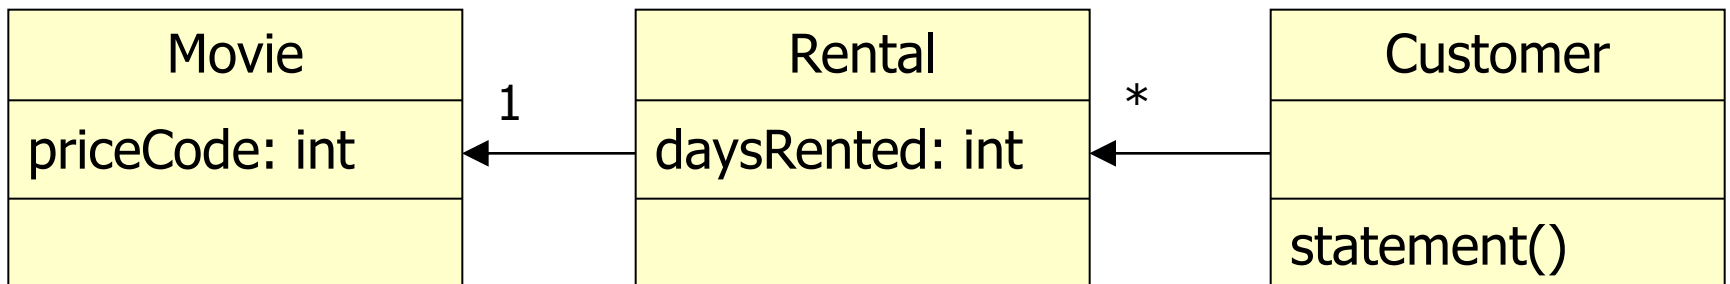 Movie
priceCode: int
1
Rental
daysRented: int
*
Customer
statement()